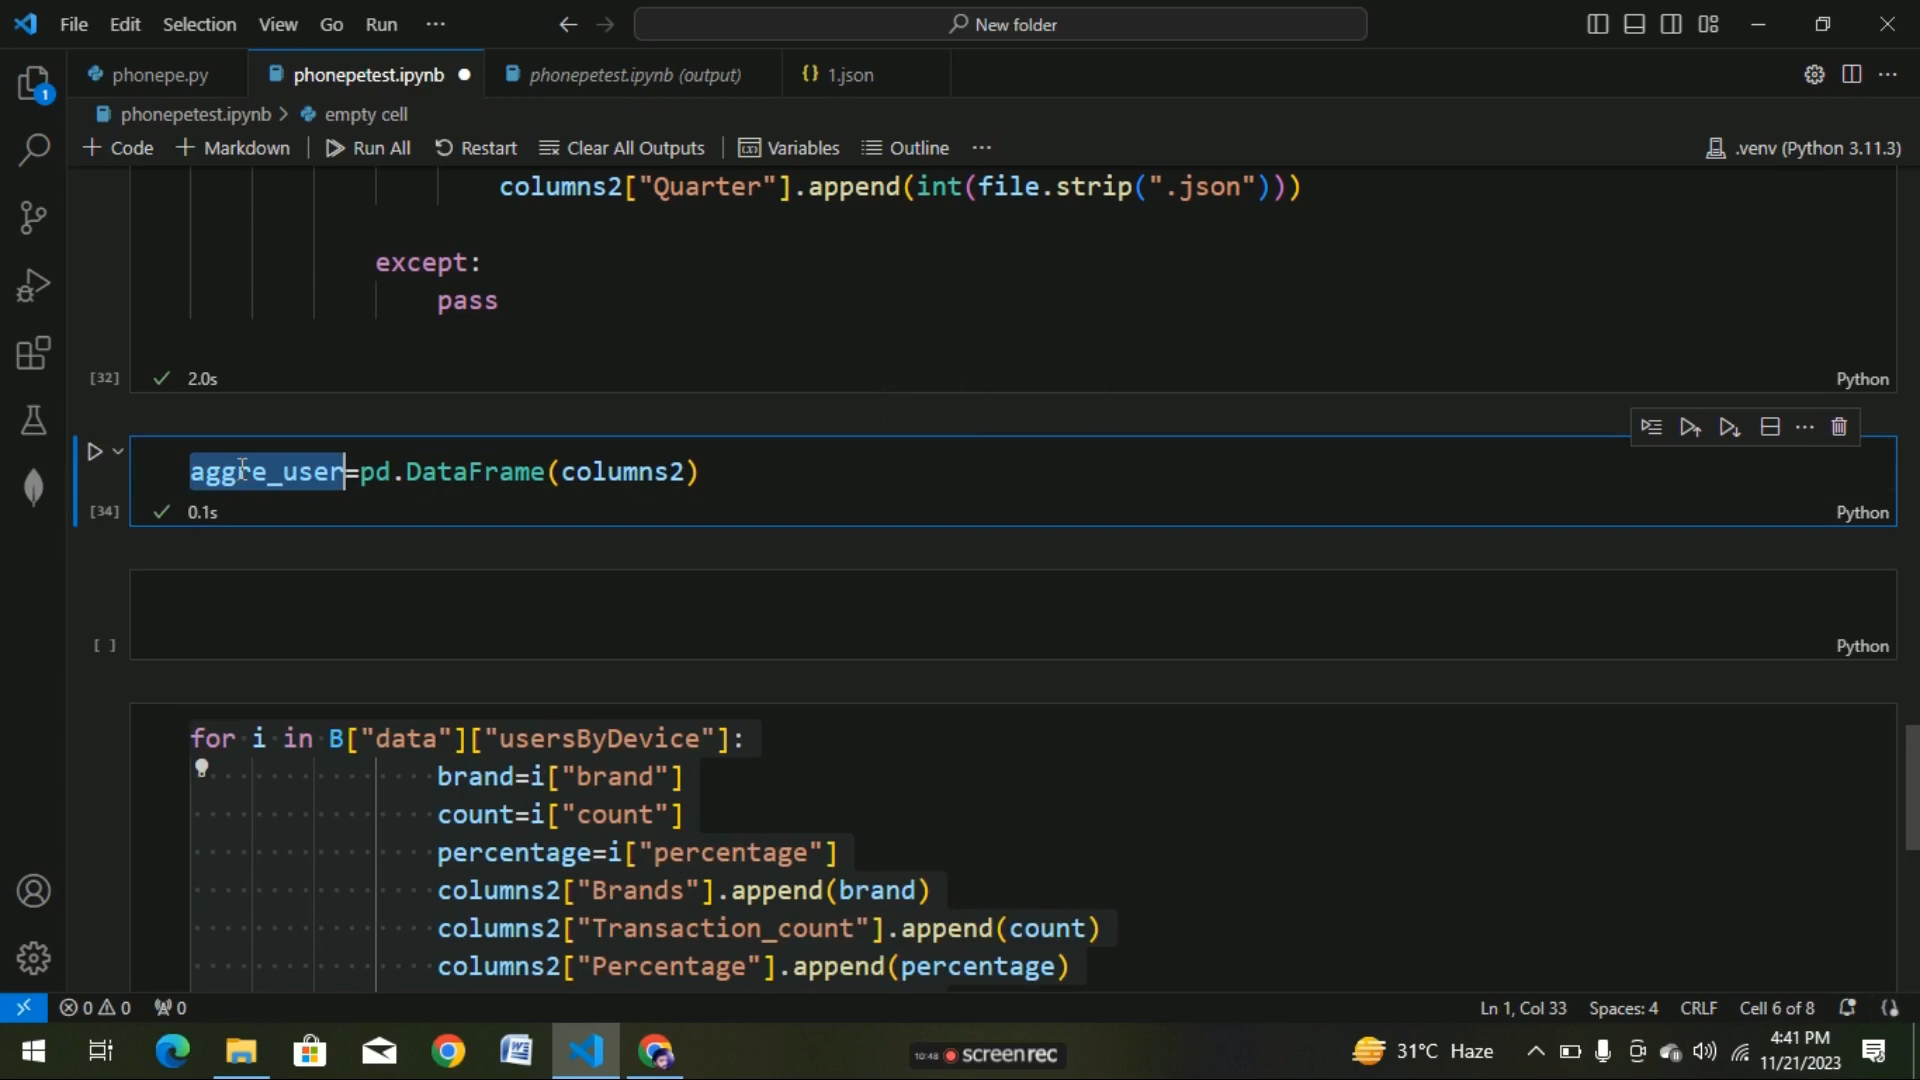 File Edit Selection View Go Run ··· New folder
phonepe.py phonepetest.ipynb phonepetest.ipynb (output) 1.json
1
phonepetest.ipynb > empty cell
Code Markdown Run All Restart Clear All Outputs Variables Outline ··· .venv (Python 3.11.3)
columns2["Quarter"].append(int(file.strip(".json")))
except:
pass
[32] 2.0s Python
aggre_user=pd.DataFrame(columns2)
[34] 0.1s Python
[ ] Python
for i in B["data"]["usersByDevice"]:
brand=i["brand"]
count=i["count"]
percentage=i["percentage"]
columns2["Brands"].append(brand)
columns2["Transaction_count"].append(count)
columns2["Percentage"].append(percentage)
0 0 0 Ln 1, Col 33 Spaces: 4 CRLF Cell 6 of 8
10:48 screenrec 31°C Haze 4:41 PM
11/21/2023